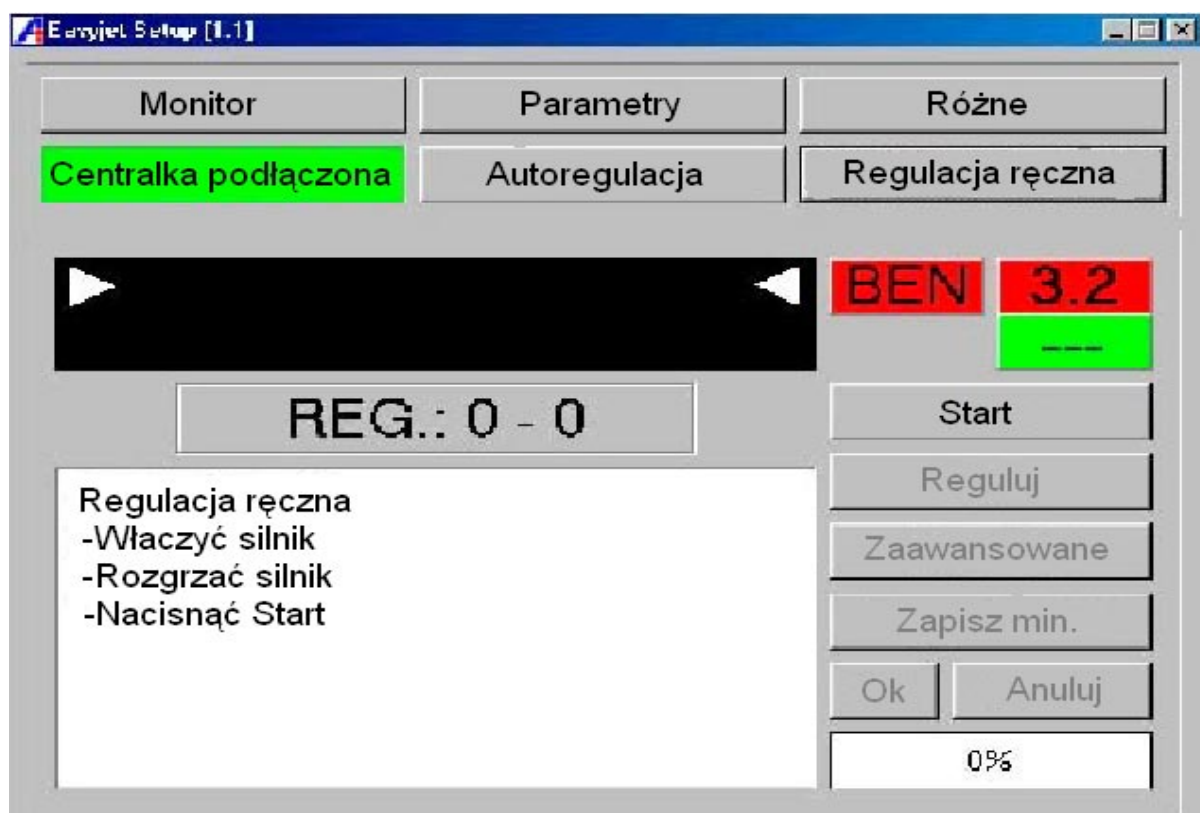 Easyjet Setup [1.1]
Monitor Parametry Różne
Centralka podłączona Autoregulacja Regulacja ręczna
BEN 3.2
---
REG.: 0 - 0
Start
Regulacja ręczna
-Właczyć silnik
-Rozgrzać silnik
-Nacisnąć Start
Reguluj
Zaawansowane
Zapisz min.
Ok Anuluj
0%